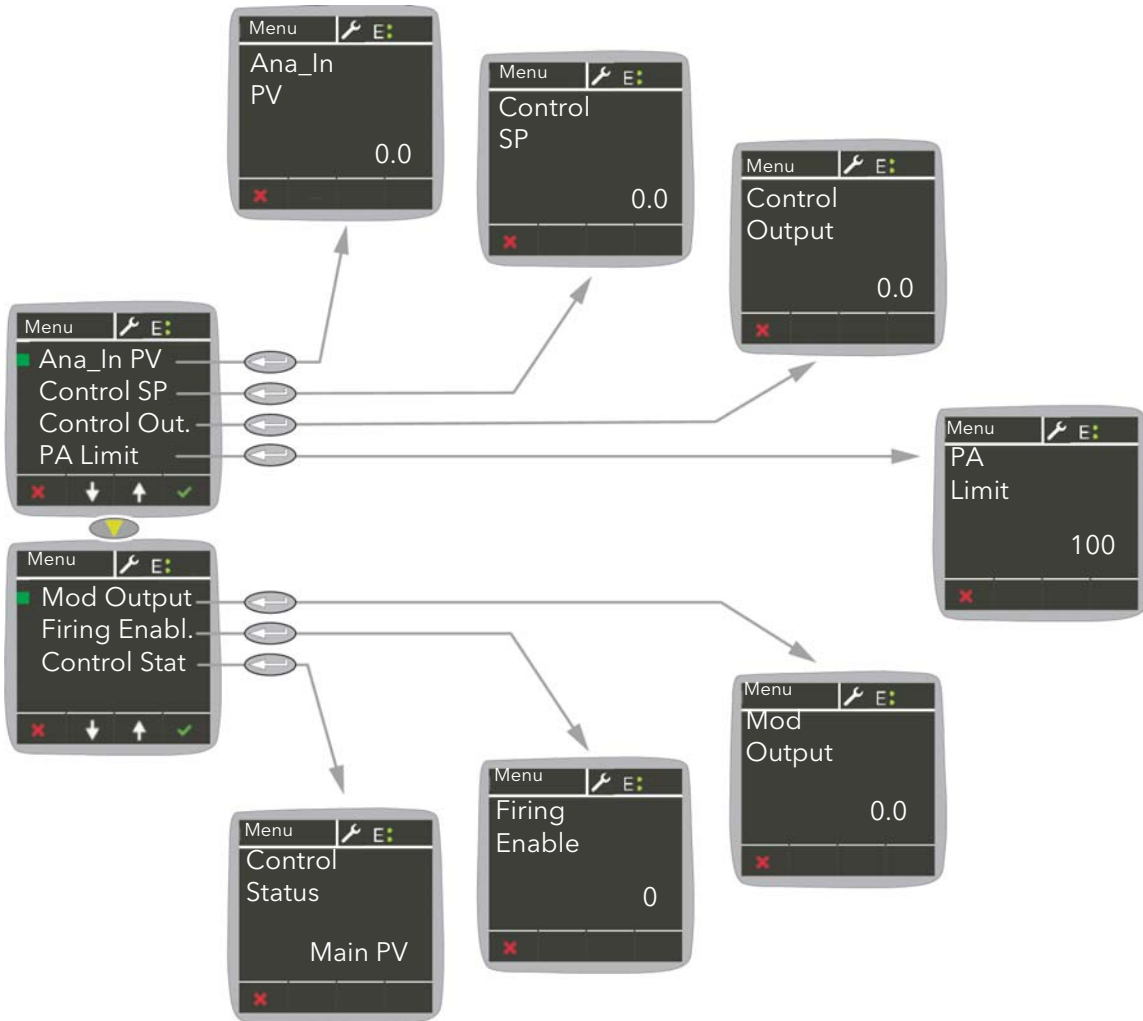 Menu E:
Ana_In
PV
0.0
Menu E:
Control
SP
0.0
Menu E:
Control
Output
0.0
Menu E:
Ana_In PV
Control SP
Control Out.
PA Limit
Menu E:
PA
Limit
100
Menu E:
Mod Output
Firing Enabl.
Control Stat
Menu E:
Mod
Output
0.0
Menu E:
Firing
Enable
0
Menu E:
Control
Status
Main PV